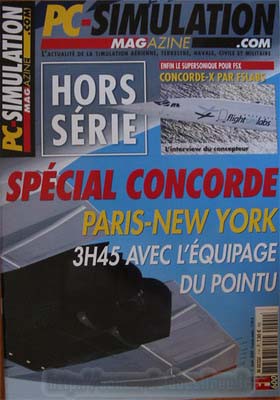 PC-SIMULATION
MAGAZINE
PC-SIMULATION
MAGAZINE .COM
L'ACTUALITÉ DE LA SIMULATION AÉRIENNE, TERRESTRE, NAVALE, CIVILE ET MILITAIRE
HORS
SÉRIE
ENFIN LE SUPERSONIQUE POUR FSX
CONCORDE-X PAR FSLABS
flight labs
L'interview du concepteur
SPÉCIAL CONCORDE
PARIS-NEW YORK
3H45 AVEC L'ÉQUIPAGE
DU POINTU